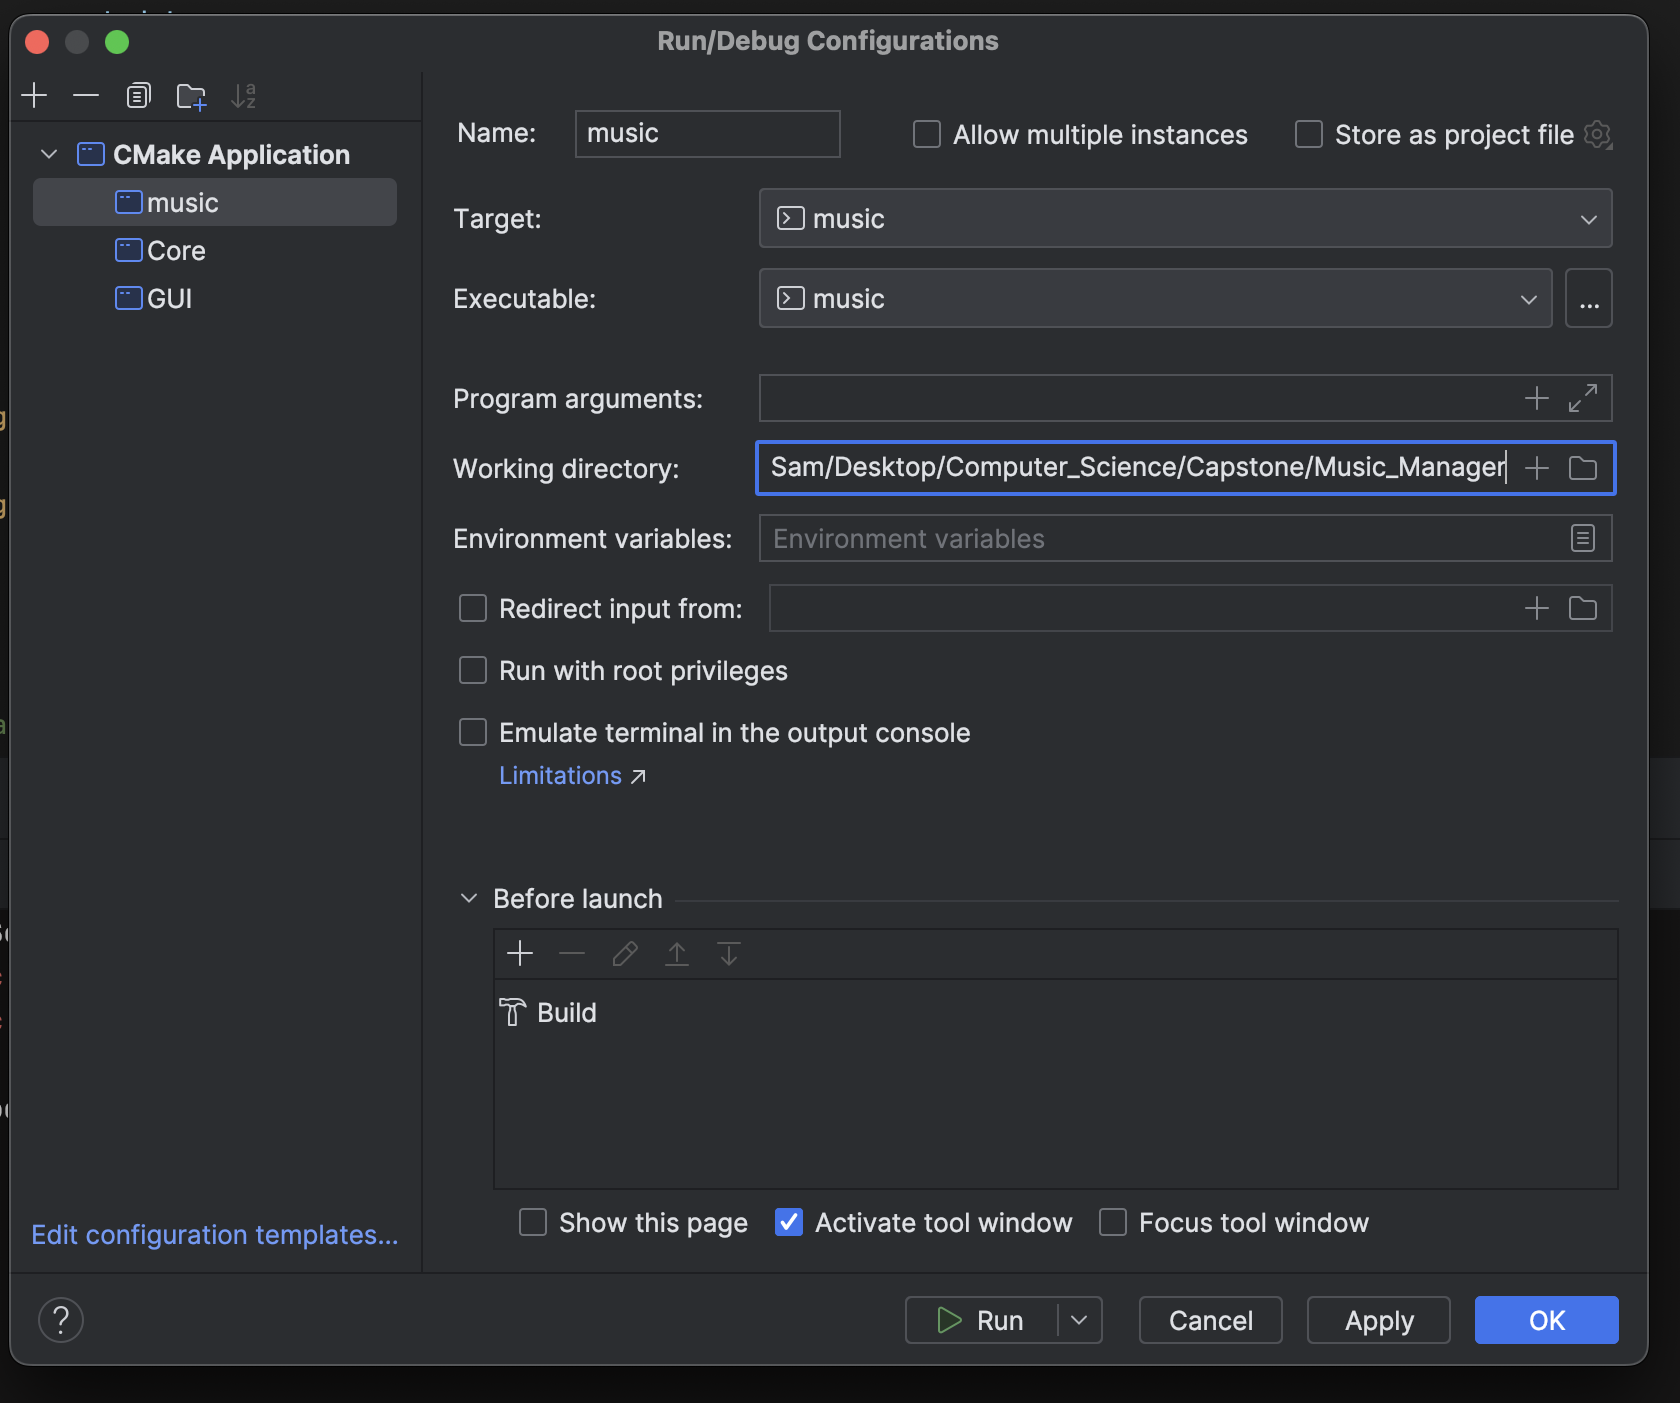 Run/Debug Configurations
CMake Application
music
Core
GUI
Edit configuration templates...
Name: music Allow multiple instances Store as project file
Target: music
Executable: music ...
Program arguments:
Working directory: Sam/Desktop/Computer_Science/Capstone/Music_Manager
Environment variables: Environment variables
Redirect input from:
Run with root privileges
Emulate terminal in the output console
Limitations ↗
Before launch
Build
Show this page Activate tool window Focus tool window
? Run Cancel Apply OK